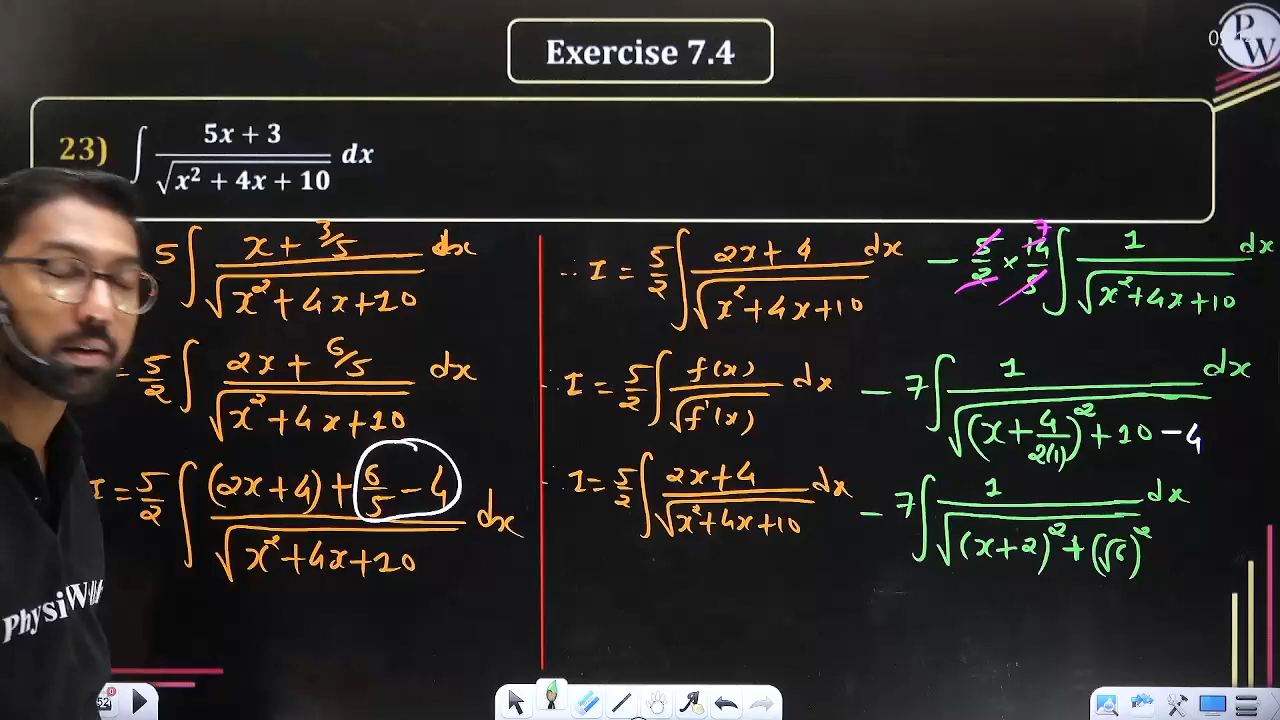 Exercise 7.4
PW
23) ∫ (5x + 3) / √(x² + 4x + 10) dx
5 ∫ (x + 3/5) / √(x² + 4x + 10) dx
= 5/2 ∫ (2x + 6/5) / √(x² + 4x + 10) dx
I = 5/2 ∫ ((2x + 4) + 6/5 - 4) / √(x² + 4x + 10) dx
∴ I = 5/2 ∫ (2x + 4) / √(x² + 4x + 10) dx - 5/2 × 14/5 ∫ 1 / √(x² + 4x + 10) dx
7
∴ I = 5/2 ∫ f(x) / √f'(x) dx - 7 ∫ 1 / √((x + 4/2(1))² + 10 - 4) dx
∴ I = 5/2 ∫ (2x + 4) / √(x² + 4x + 10) dx - 7 ∫ 1 / √((x + 2)² + (√6)²) dx
52